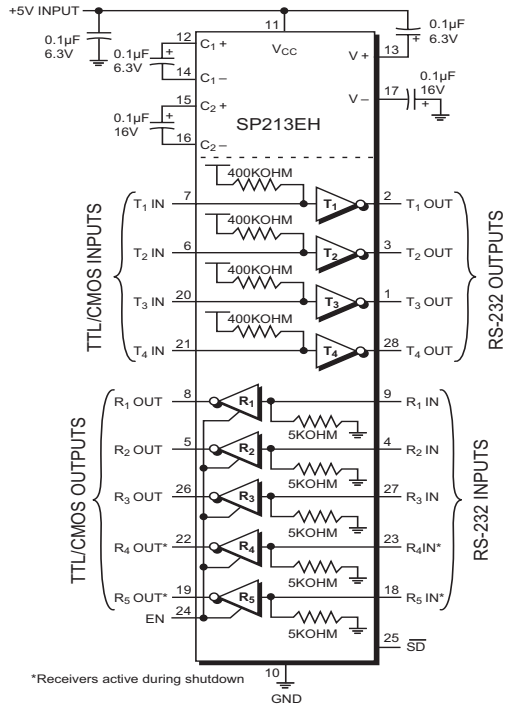 +5V INPUT
11
VCC
0.1µF
6.3V
0.1µF
6.3V
12
C1 +
14
C1 –
0.1µF
16V
15
C2 +
16
C2 –
0.1µF
6.3V
13
V +
0.1µF
16V
17
V –
SP213EH
TTL/CMOS INPUTS
RS-232 OUTPUTS
400KOHM
T1 IN 7 T1 2 T1 OUT
400KOHM
T2 IN 6 T2 3 T2 OUT
400KOHM
T3 IN 20 T3 1 T3 OUT
400KOHM
T4 IN 21 T4 28 T4 OUT
TTL/CMOS OUTPUTS
RS-232 INPUTS
R1 OUT 8 R1 9 R1 IN
5KOHM
R2 OUT 5 R2 4 R2 IN
5KOHM
R3 OUT 26 R3 27 R3 IN
5KOHM
R4 OUT* 22 R4 23 R4IN*
5KOHM
R5 OUT* 19 R5 18 R5 IN*
5KOHM
EN 24
25 SD
*Receivers active during shutdown
10
GND